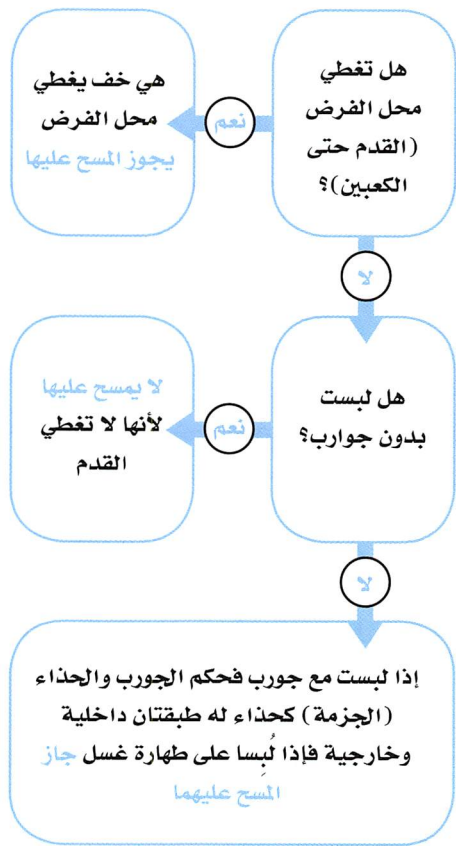 هل تغطي
محل الفرض
(القدم حتى
الكعبين)؟
نعم
هي خف يغطي
محل الفرض
يجوز المسح عليها
لا
هل لبست
بدون جوارب؟
نعم
لا يمسح عليها
لأنها لا تغطي
القدم
لا
إذا لبست مع جورب فحكم الجورب والحذاء
(الجزمة) كحذاء له طبقتان داخلية
وخارجية فإذا لُبِسا على طهارة غسل جاز
المسح عليهما